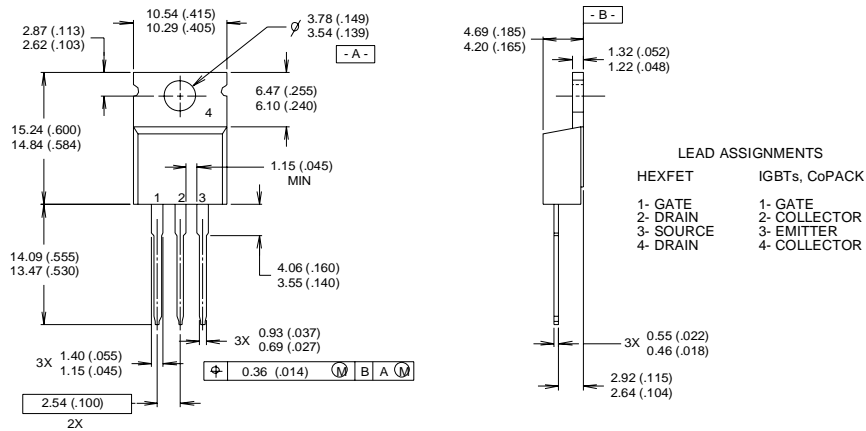 10.54 (.415)
10.29 (.405)
2.87 (.113)
2.62 (.103)
ø
3.78 (.149)
3.54 (.139)
- A -
6.47 (.255)
6.10 (.240)
4
15.24 (.600)
14.84 (.584)
1.15 (.045)
MIN
1 2 3
14.09 (.555)
13.47 (.530)
4.06 (.160)
3.55 (.140)
3X 0.93 (.037)
0.69 (.027)
3X 1.40 (.055)
1.15 (.045)
⌖ 0.36 (.014) Ⓜ B A Ⓜ
2.54 (.100)
2X
- B -
4.69 (.185)
4.20 (.165)
1.32 (.052)
1.22 (.048)
3X 0.55 (.022)
0.46 (.018)
2.92 (.115)
2.64 (.104)
LEAD ASSIGNMENTS
HEXFET
1- GATE
2- DRAIN
3- SOURCE
4- DRAIN
IGBTs, CoPACK
1- GATE
2- COLLECTOR
3- EMITTER
4- COLLECTOR